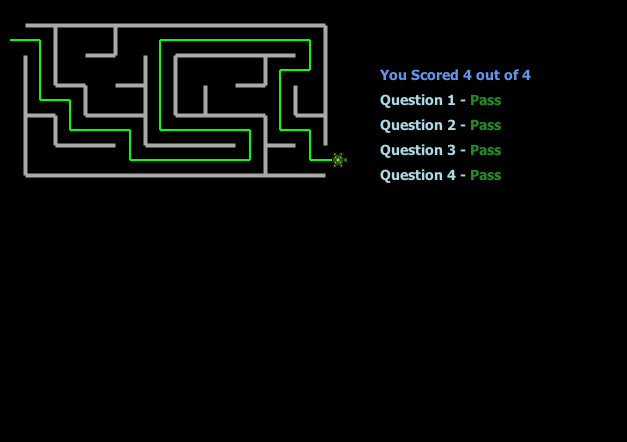 You Scored 4 out of 4
Question 1 - Pass
Question 2 - Pass
Question 3 - Pass
Question 4 - Pass